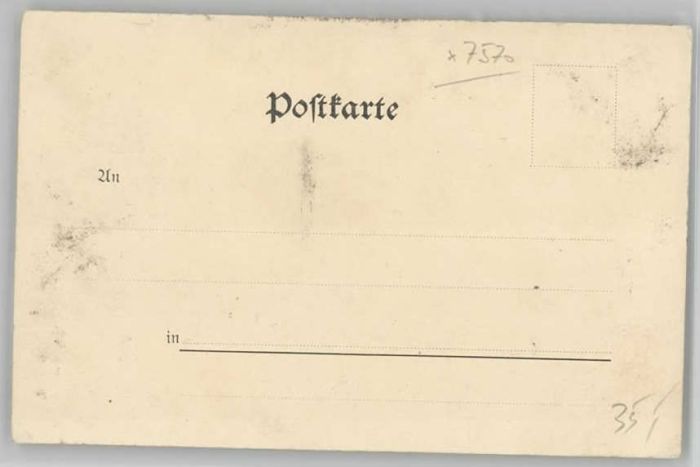 x 7570
Postkarte
An
in
35,